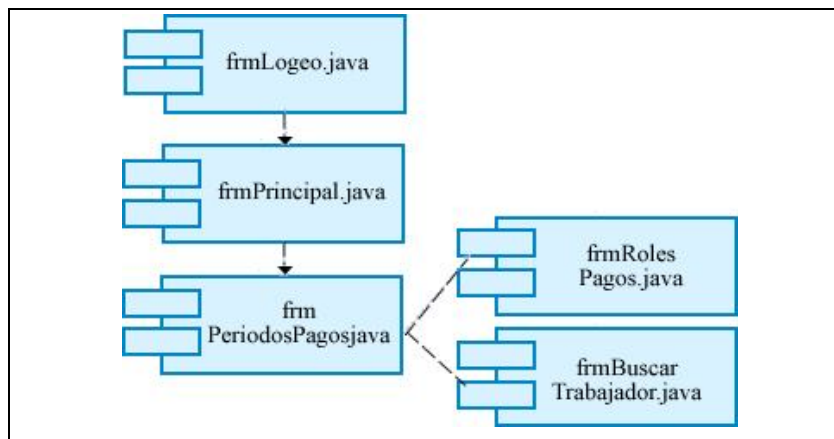 frmLogeo.java
frmPrincipal.java
frm
PeriodosPagosjava
frmRoles
Pagos.java
frmBuscar
Trabajador.java